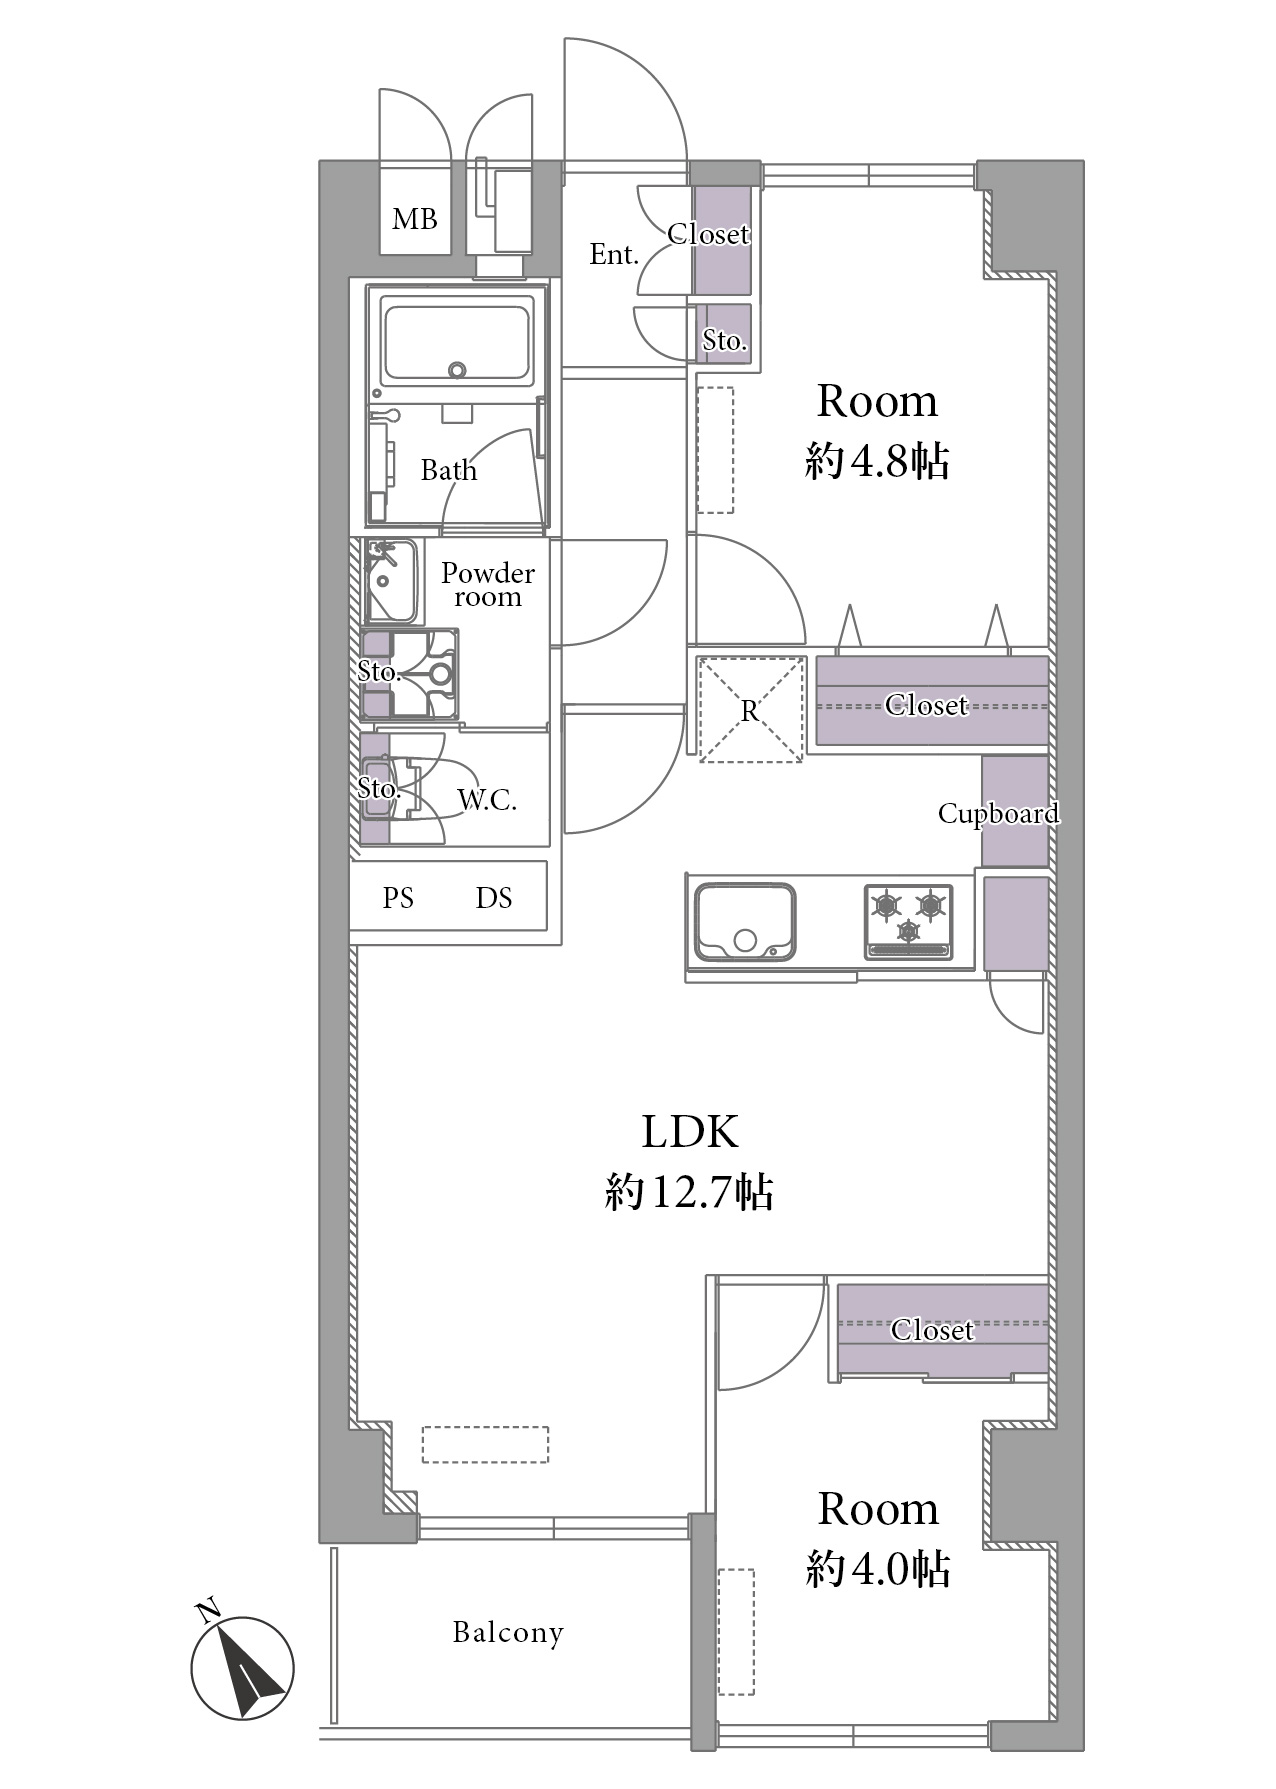 MB
Ent.
Closet
Sto.
Room
約4.8帖
Bath
Powder
room
Sto.
R
Closet
Sto.
W.C.
Cupboard
PS
DS
LDK
約12.7帖
Closet
Room
約4.0帖
Balcony
N